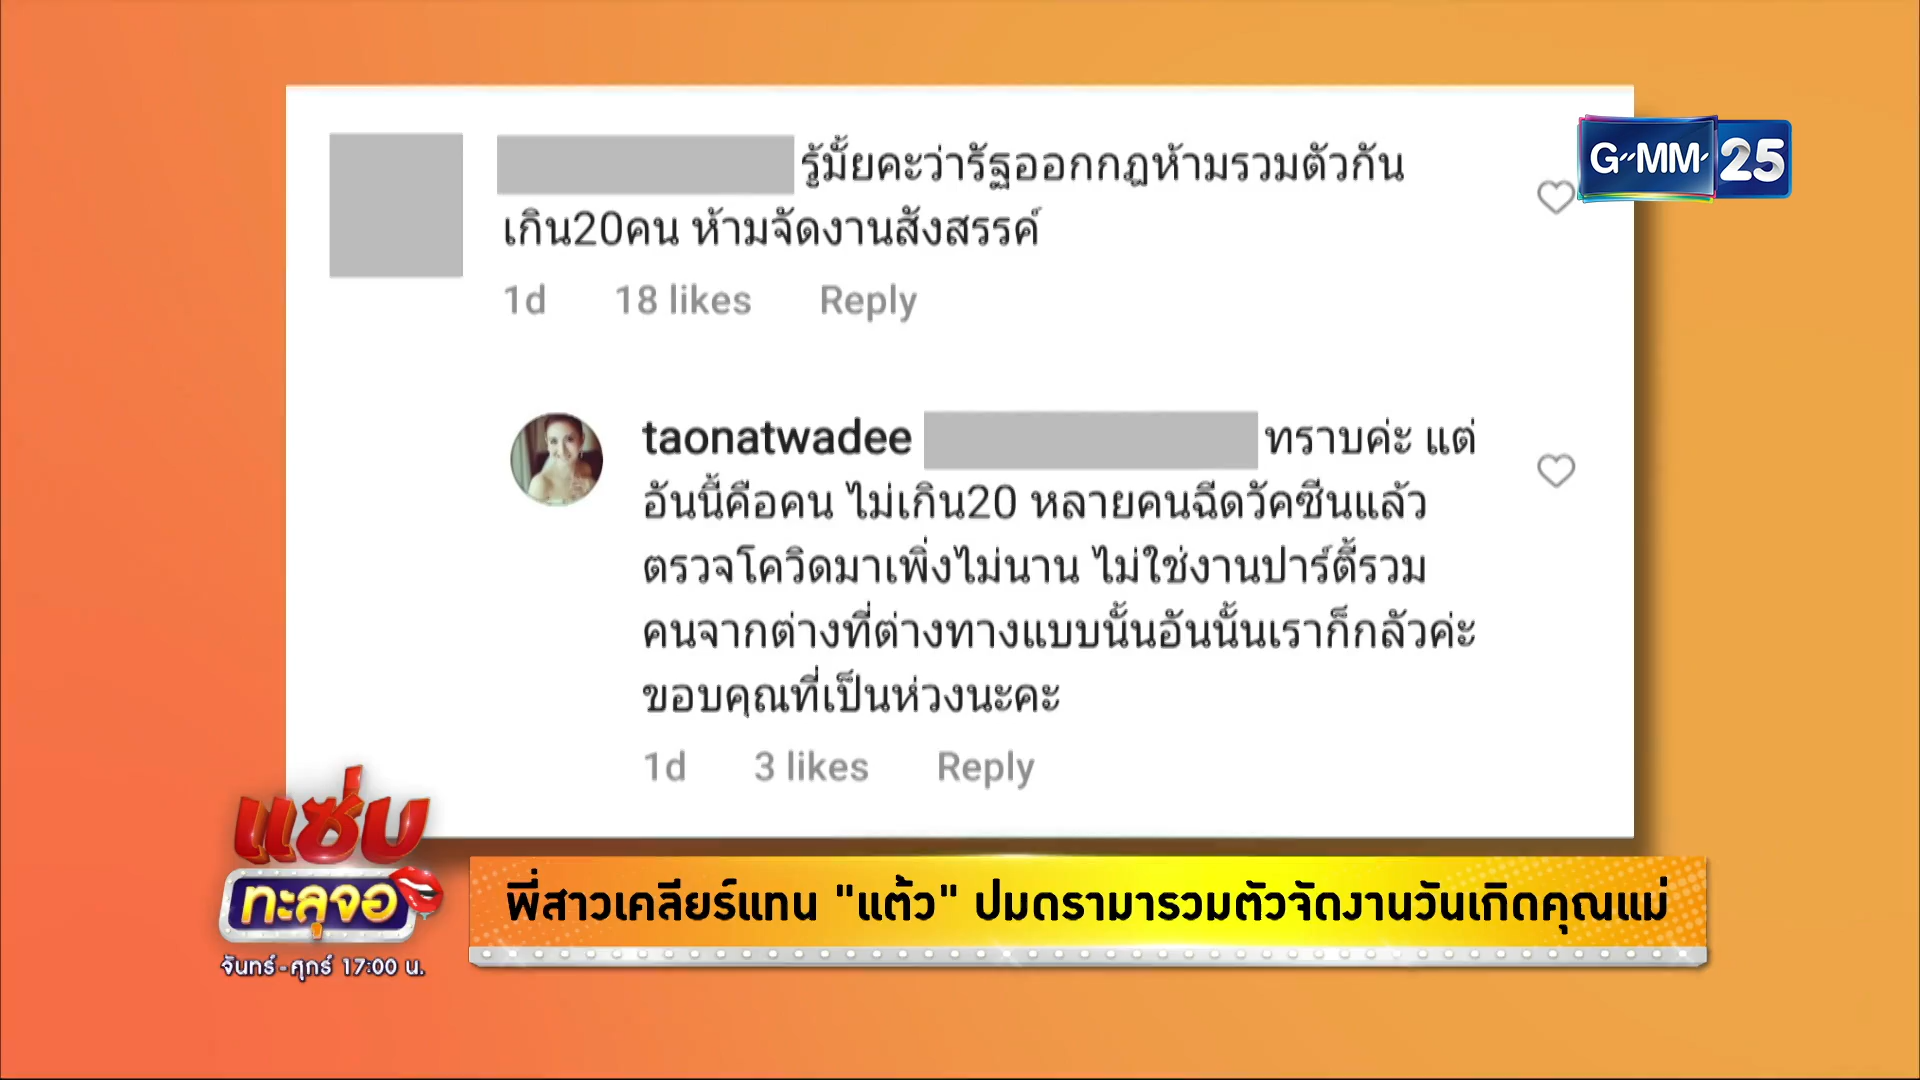 รู้มั้ยคะว่ารัฐออกกฎห้ามรวมตัวกัน
เกิน20คน ห้ามจัดงานสังสรรค์
1d 18 likes Reply
taonatwadee ทราบค่ะ แต่
อันนี้คือคน ไม่เกิน20 หลายคนฉีดวัคซีนแล้ว
ตรวจโควิดมาเพิ่งไม่นาน ไม่ใช่งานปาร์ตี้รวม
คนจากต่างที่ต่างทางแบบนั้นอันนั้นเราก็กลัวค่ะ
ขอบคุณที่เป็นห่วงนะคะ
1d 3 likes Reply
GMM 25
แซ่บ
ทะลุจอ
จันทร์-ศุกร์ 17:00 น.
พี่สาวเคลียร์แทน "แต้ว" ปมดรามารวมตัวจัดงานวันเกิดคุณแม่